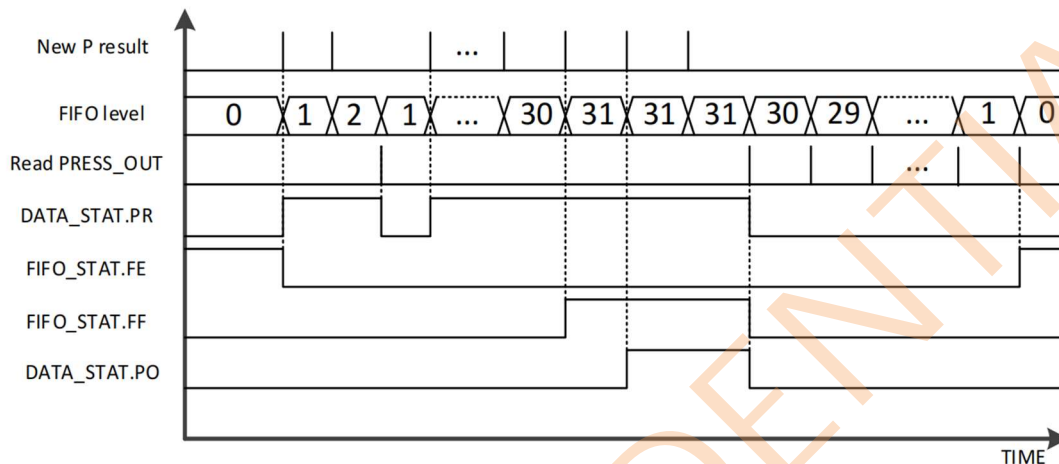 New P result
...
FIFO level
0 1 2 1 ... 30 31 31 31 30 29 ... 1 0
Read PRESS_OUT
...
DATA_STAT.PR
FIFO_STAT.FE
FIFO_STAT.FF
DATA_STAT.PO
TIME